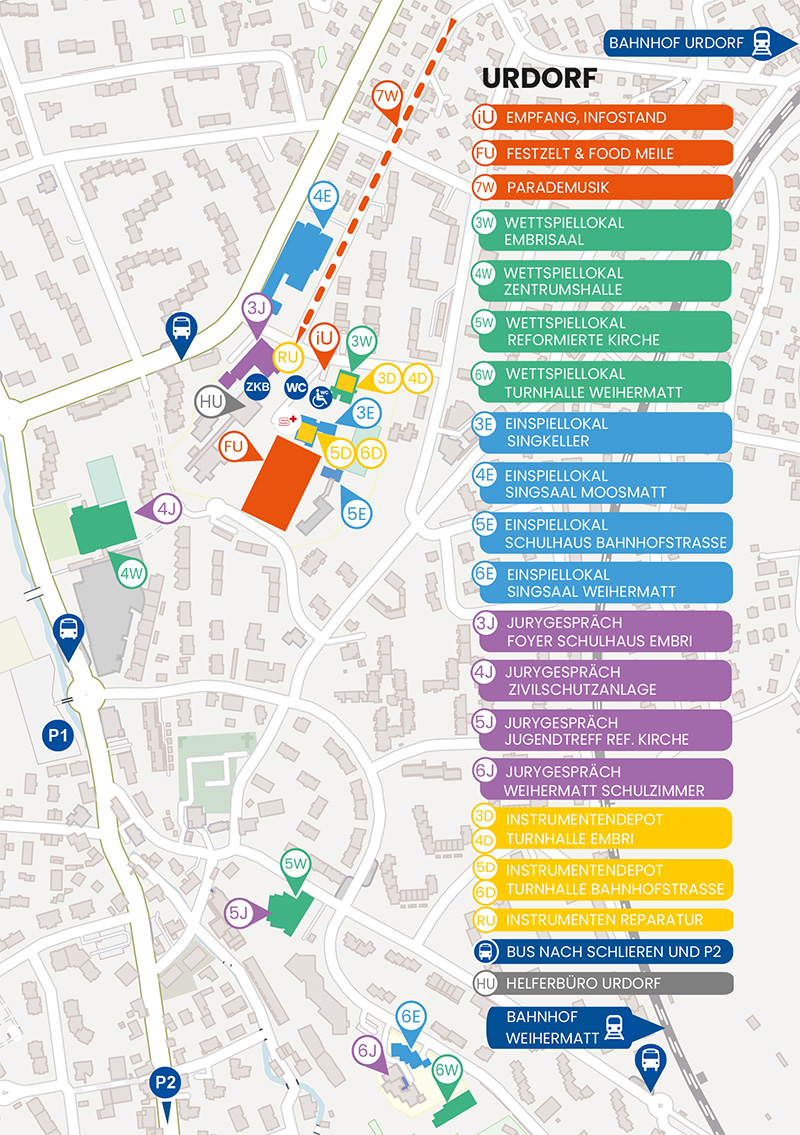 BAHNHOF URDORF
URDORF
iU EMPFANG, INFOSTAND
FU FESTZELT & FOOD MEILE
7W PARADEMUSIK
3W WETTSPIELLOKAL
EMBRISAAL
4W WETTSPIELLOKAL
ZENTRUMSHALLE
5W WETTSPIELLOKAL
REFORMIERTE KIRCHE
6W WETTSPIELLOKAL
TURNHALLE WEIHERMATT
3E EINSPIELLOKAL
SINGKELLER
4E EINSPIELLOKAL
SINGSAAL MOOSMATT
5E EINSPIELLOKAL
SCHULHAUS BAHNHOFSTRASSE
6E EINSPIELLOKAL
SINGSAAL WEIHERMATT
3J JURYGESPRÄCH
FOYER SCHULHAUS EMBRI
4J JURYGESPRÄCH
ZIVILSCHUTZANLAGE
5J JURYGESPRÄCH
JUGENDTREFF REF. KIRCHE
6J JURYGESPRÄCH
WEIHERMATT SCHULZIMMER
3D INSTRUMENTENDEPOT
4D TURNHALLE EMBRI
5D INSTRUMENTENDEPOT
6D TURNHALLE BAHNHOFSTRASSE
RU INSTRUMENTEN REPARATUR
BUS NACH SCHLIEREN UND P2
HU HELFERBÜRO URDORF
BAHNHOF
WEIHERMATT
7W
4E
3J
RU
iU
3W
ZKB
WC
WC
3D 4D
HU
3E
FU
5D 6D
4J
5E
4W
P1
5W
5J
6E
6J
6W
P2